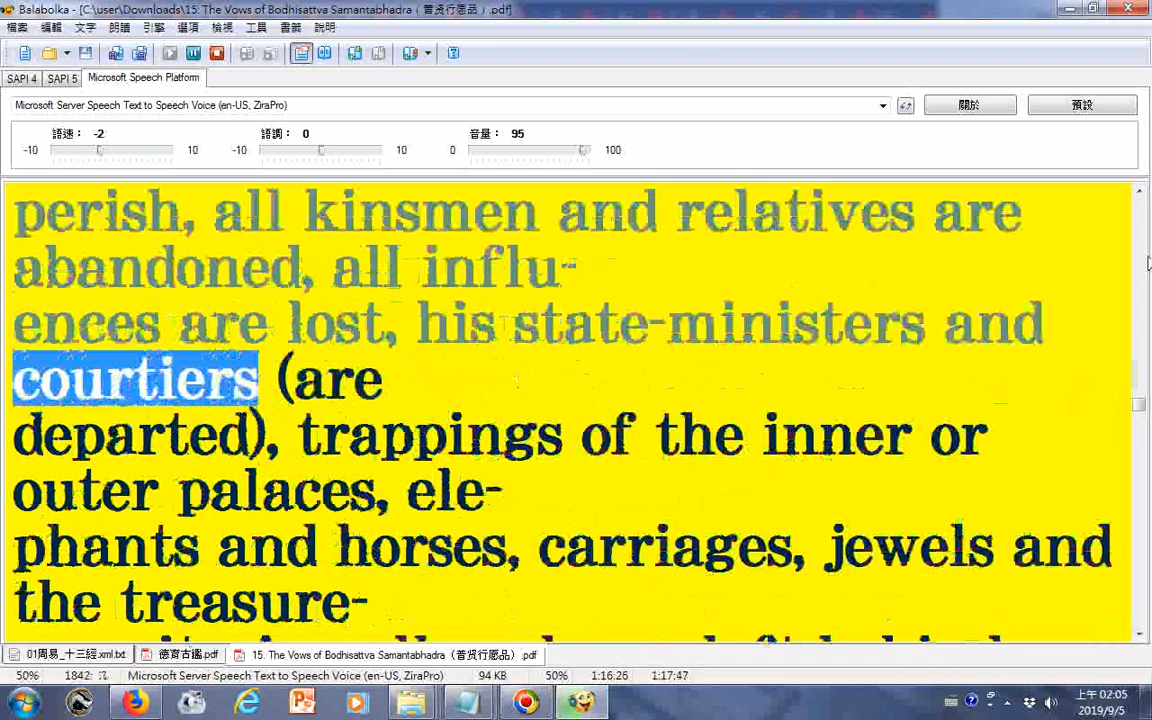 Balabolka - [C:\user\Downloads\15. The Vows of Bodhisattva Samantabhadra (普贤行愿品).pdf]
檔案 編輯 文字 朗讀 引擎 選項 檢視 工具 書籤 說明
SAPI 4 SAPI 5 Microsoft Speech Platform
Microsoft Server Speech Text to Speech Voice (en-US, ZiraPro) 關於 預設
語速： -2 語調： 0 音量： 95
-10 10 -10 10 0 100
perish, all kinsmen and relatives are
abandoned, all influ-
ences are lost, his state-ministers and
courtiers (are
departed), trappings of the inner or
outer palaces, ele-
phants and horses, carriages, jewels and
the treasure-
01周易_十三經.xml.txt 德育古鑑.pdf 15. The Vows of Bodhisattva Samantabhadra (普贤行愿品).pdf
50% 1842: Microsoft Server Speech Text to Speech Voice (en-US, ZiraPro) 94 KB 50% 1:16:26 1:17:47
上午 02:05
2019/9/5